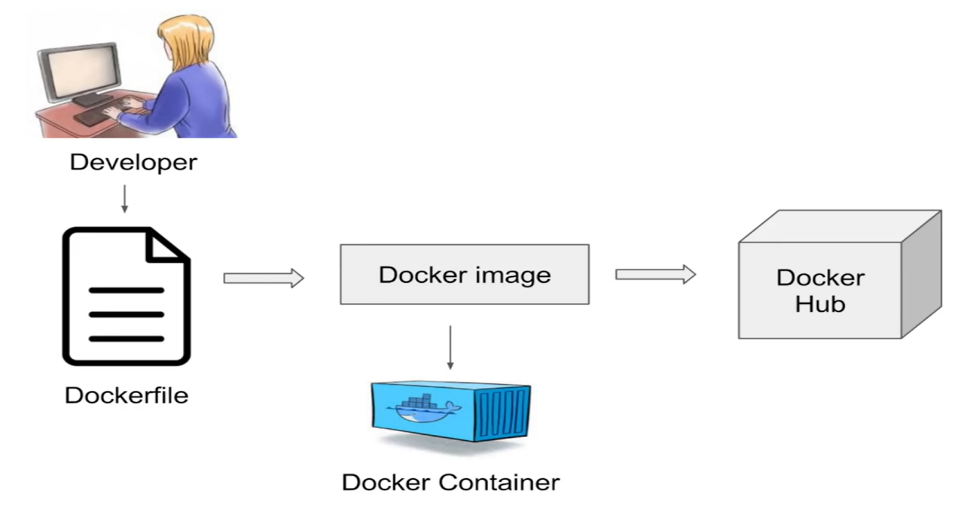 Developer
Docker image
Docker
Hub
Dockerfile
Docker Container